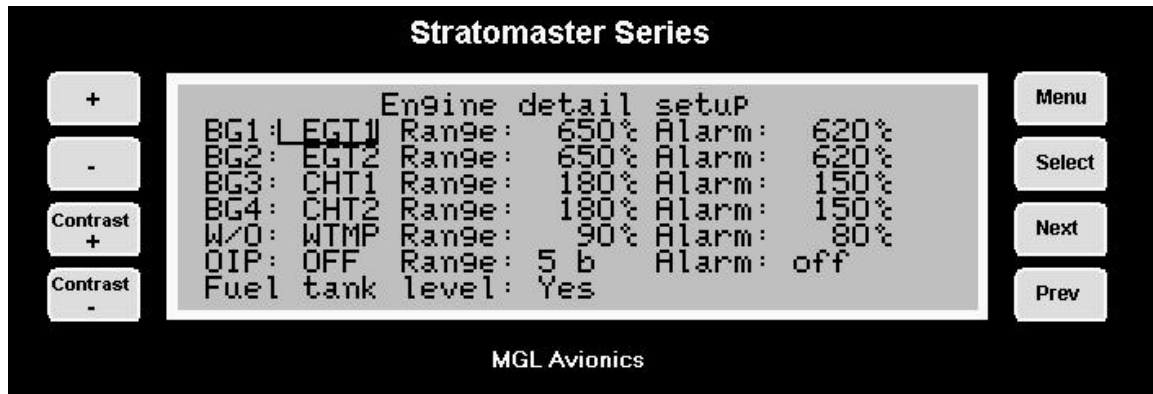 Stratomaster Series
+
-
Contrast
+
Contrast
-
Engine detail setup
BG1: EGT1 Range: 650°c Alarm: 620°c
BG2: EGT2 Range: 650°c Alarm: 620°c
BG3: CHT1 Range: 180°c Alarm: 150°c
BG4: CHT2 Range: 180°c Alarm: 150°c
W/O: WTMP Range: 90°c Alarm: 80°c
OIP: OFF Range: 5 b Alarm: off
Fuel tank level: Yes
Menu
Select
Next
Prev
MGL Avionics